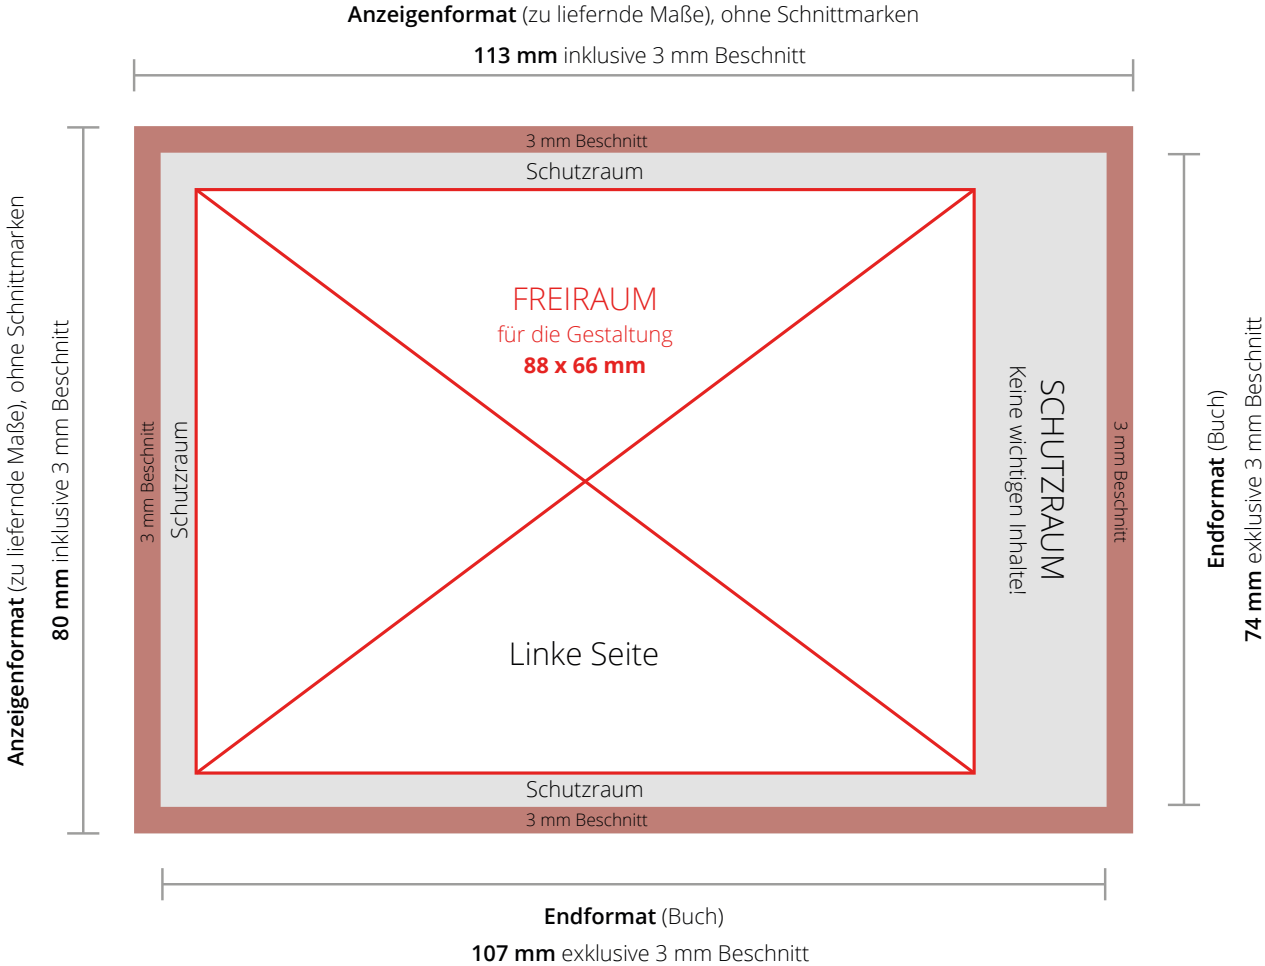 Anzeigenformat (zu liefernde Maße), ohne Schnittmarken
113 mm inklusive 3 mm Beschnitt
3 mm Beschnitt
Schutzraum
Anzeigenformat (zu liefernde Maße), ohne Schnittmarken
80 mm inklusive 3 mm Beschnitt
3 mm Beschnitt
Schutzraum
FREIRAUM
für die Gestaltung
88 x 66 mm
Linke Seite
SCHUTZRAUM
Keine wichtigen Inhalte!
3 mm Beschnitt
Endformat (Buch)
74 mm exklusive 3 mm Beschnitt
Schutzraum
3 mm Beschnitt
Endformat (Buch)
107 mm exklusive 3 mm Beschnitt